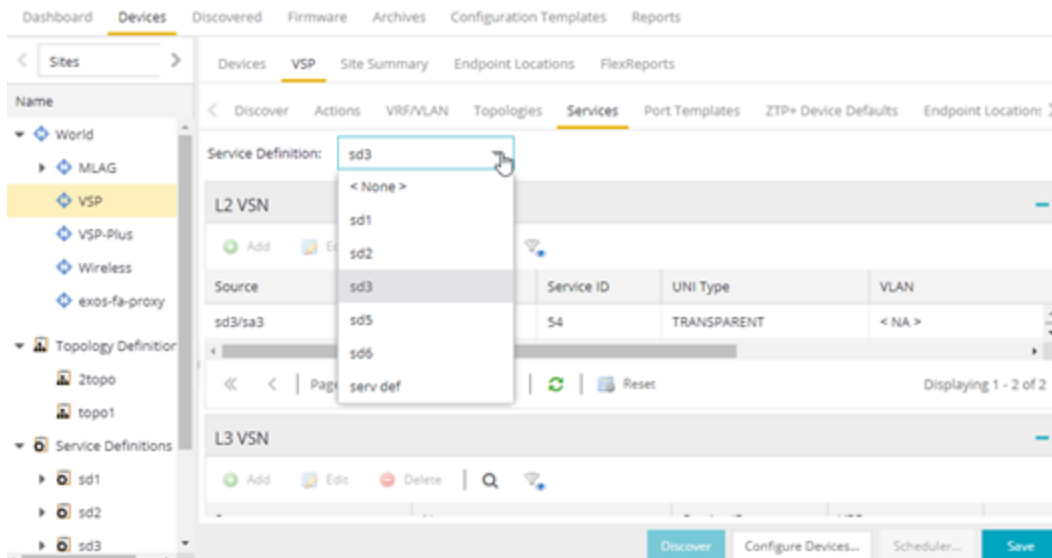 Dashboard Devices Discovered Firmware Archives Configuration Templates Reports
Sites
Name
World
MLAG
VSP
VSP-Plus
Wireless
exos-fa-proxy
Topology Definition
2topo
topo1
Service Definitions
sd1
sd2
sd3
Devices VSP Site Summary Endpoint Locations FlexReports
Discover Actions VRF/VLAN Topologies Services Port Templates ZTP+ Device Defaults Endpoint Locations
Service Definition: sd3
< None >
sd1
sd2
sd3
sd5
sd6
serv def
L2 VSN
Add
Source Service ID UNI Type VLAN
sd3/sa3 54 TRANSPARENT < NA >
Page Reset Displaying 1 - 2 of 2
L3 VSN
Add Edit Delete
Discover Configure Devices... Scheduler... Save